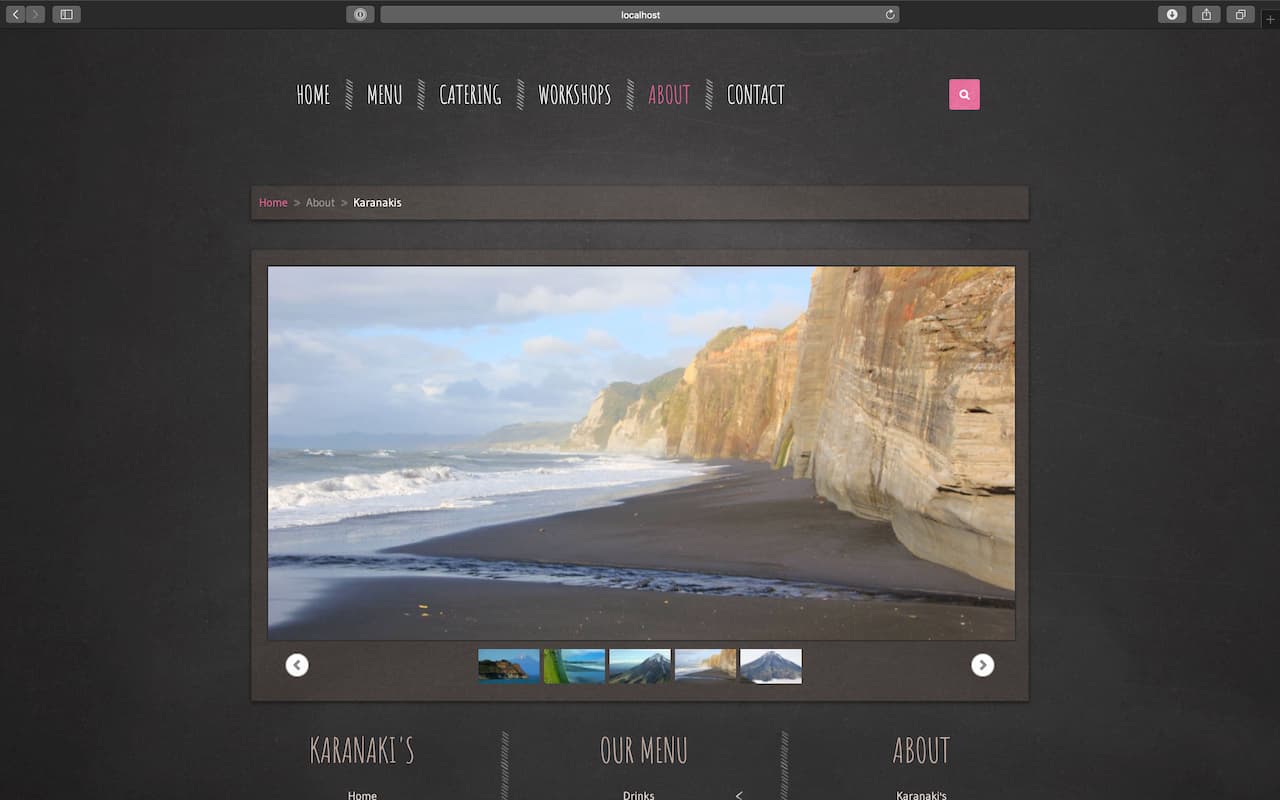 localhost
HOME MENU CATERING WORKSHOPS ABOUT CONTACT
Home > About > Karanakis
KARANAKI'S OUR MENU ABOUT
Home Drinks < Karanaki's